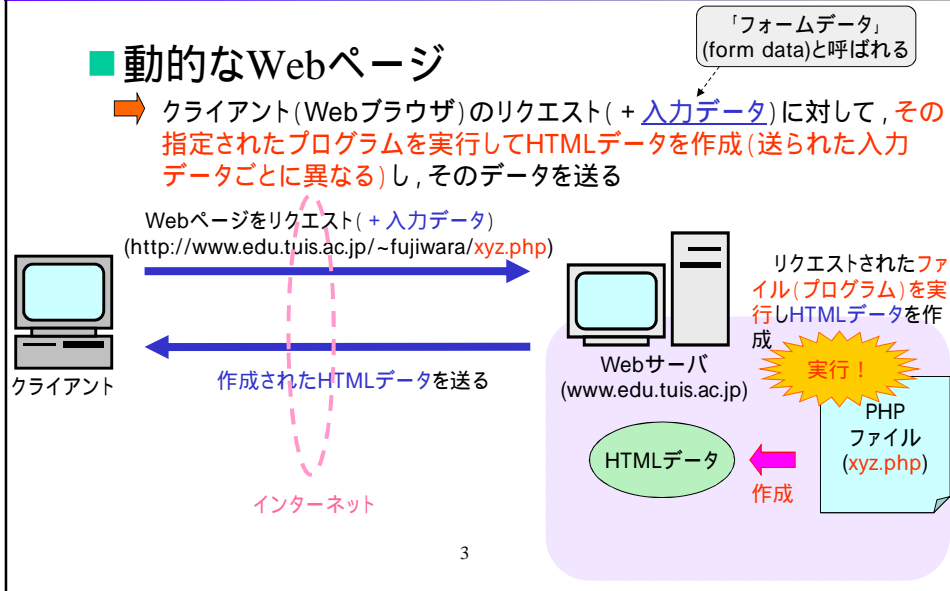 「フォームデータ」
(form data)と呼ばれる
■動的なWebページ
クライアント(Webブラウザ)のリクエスト(+入力データ)に対して,その
指定されたプログラムを実行してHTMLデータを作成(送られた入力
データごとに異なる)し,そのデータを送る
Webページをリクエスト(+入力データ)
(http://www.edu.tuis.ac.jp/~fujiwara/xyz.php)
クライアント
作成されたHTMLデータを送る
インターネット
Webサーバ
(www.edu.tuis.ac.jp)
リクエストされたファ
イル(プログラム)を実
行しHTMLデータを作
成
実行!
PHP
ファイル
(xyz.php)
HTMLデータ
作成
3